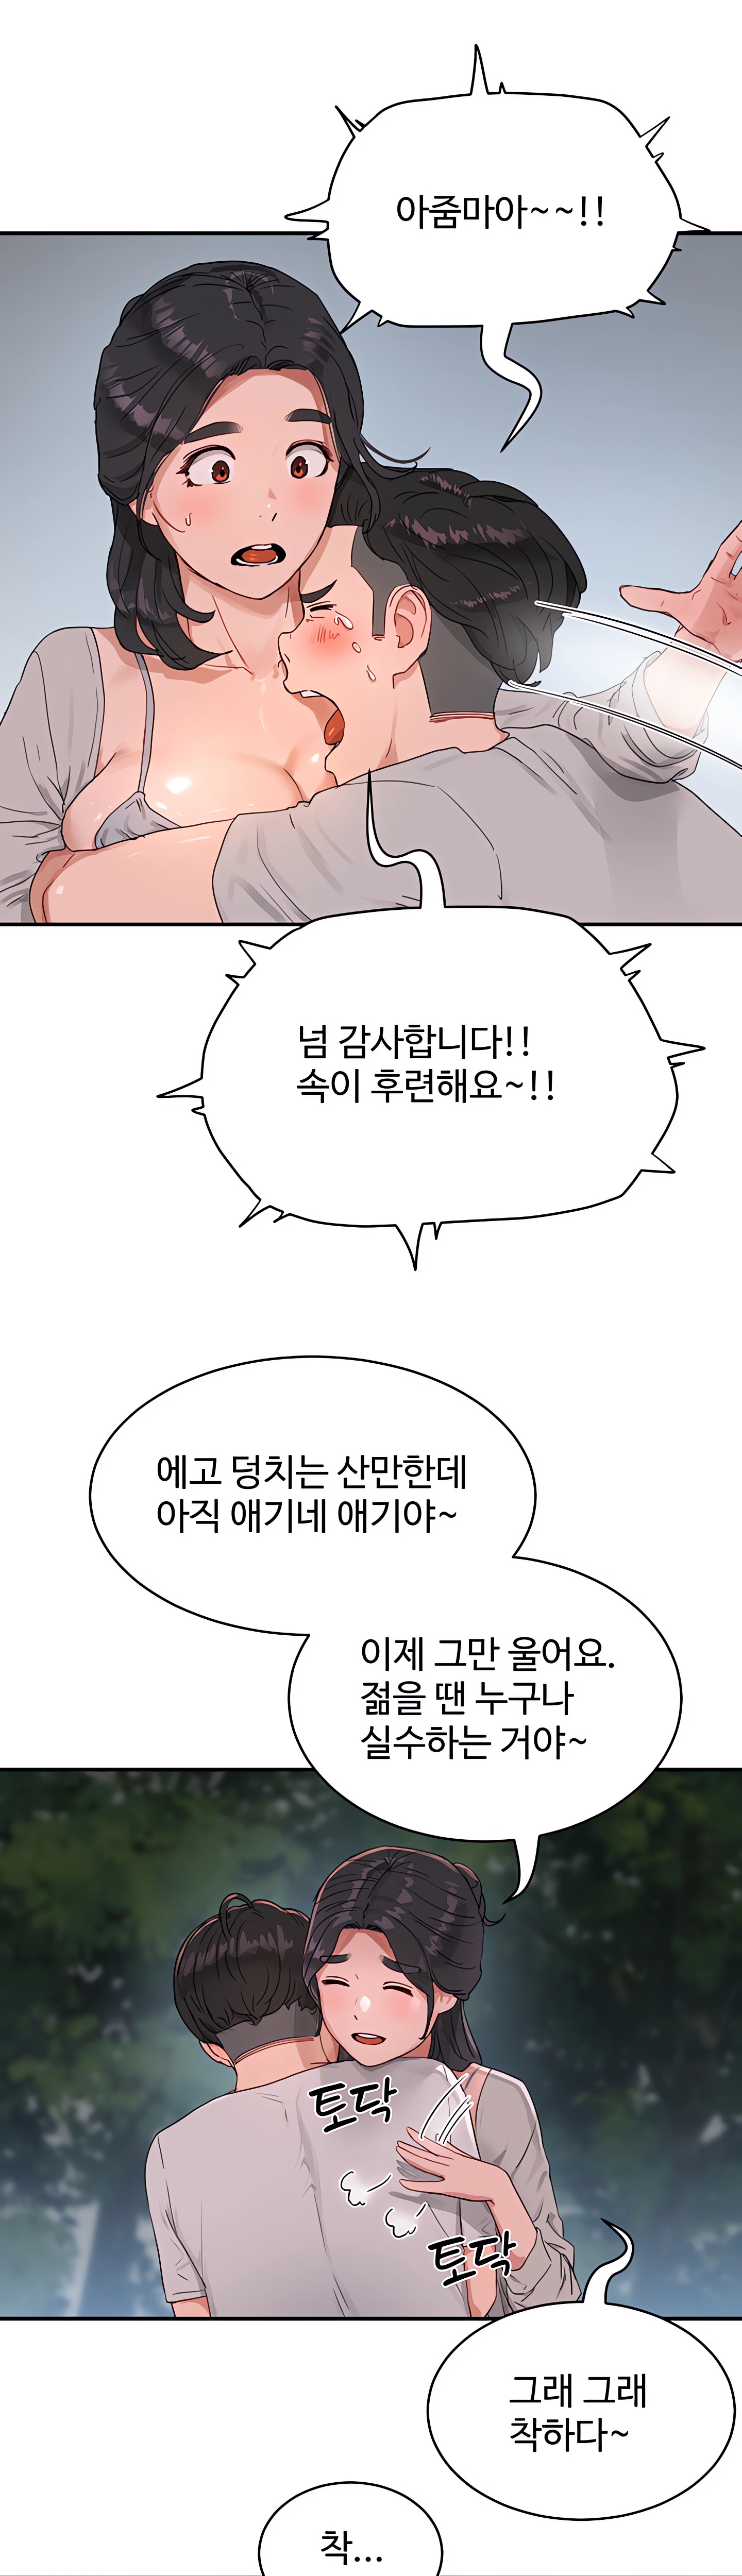 아줌마아~~!!
넘 감사합니다!!
속이 후련해요~!!
에고 덩치는 산만한데
아직 애기네 애기야~
이제 그만 울어요.
젊을 땐 누구나
실수하는 거야~
토닥
토닥
그래 그래
착하다~
착...